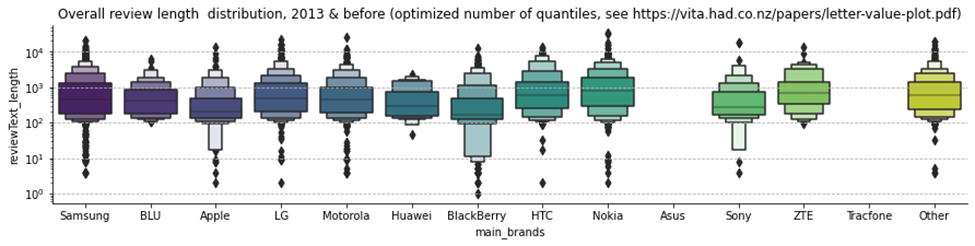 Overall review length  distribution, 2013 & before (optimized number of quantiles, see https://vita.had.co.nz/papers/letter-value-plot.pdf)
10⁴
10³
10²
10¹
10⁰
reviewText_length
Samsung BLU Apple LG Motorola Huawei BlackBerry HTC Nokia Asus Sony ZTE Tracfone Other
main_brands